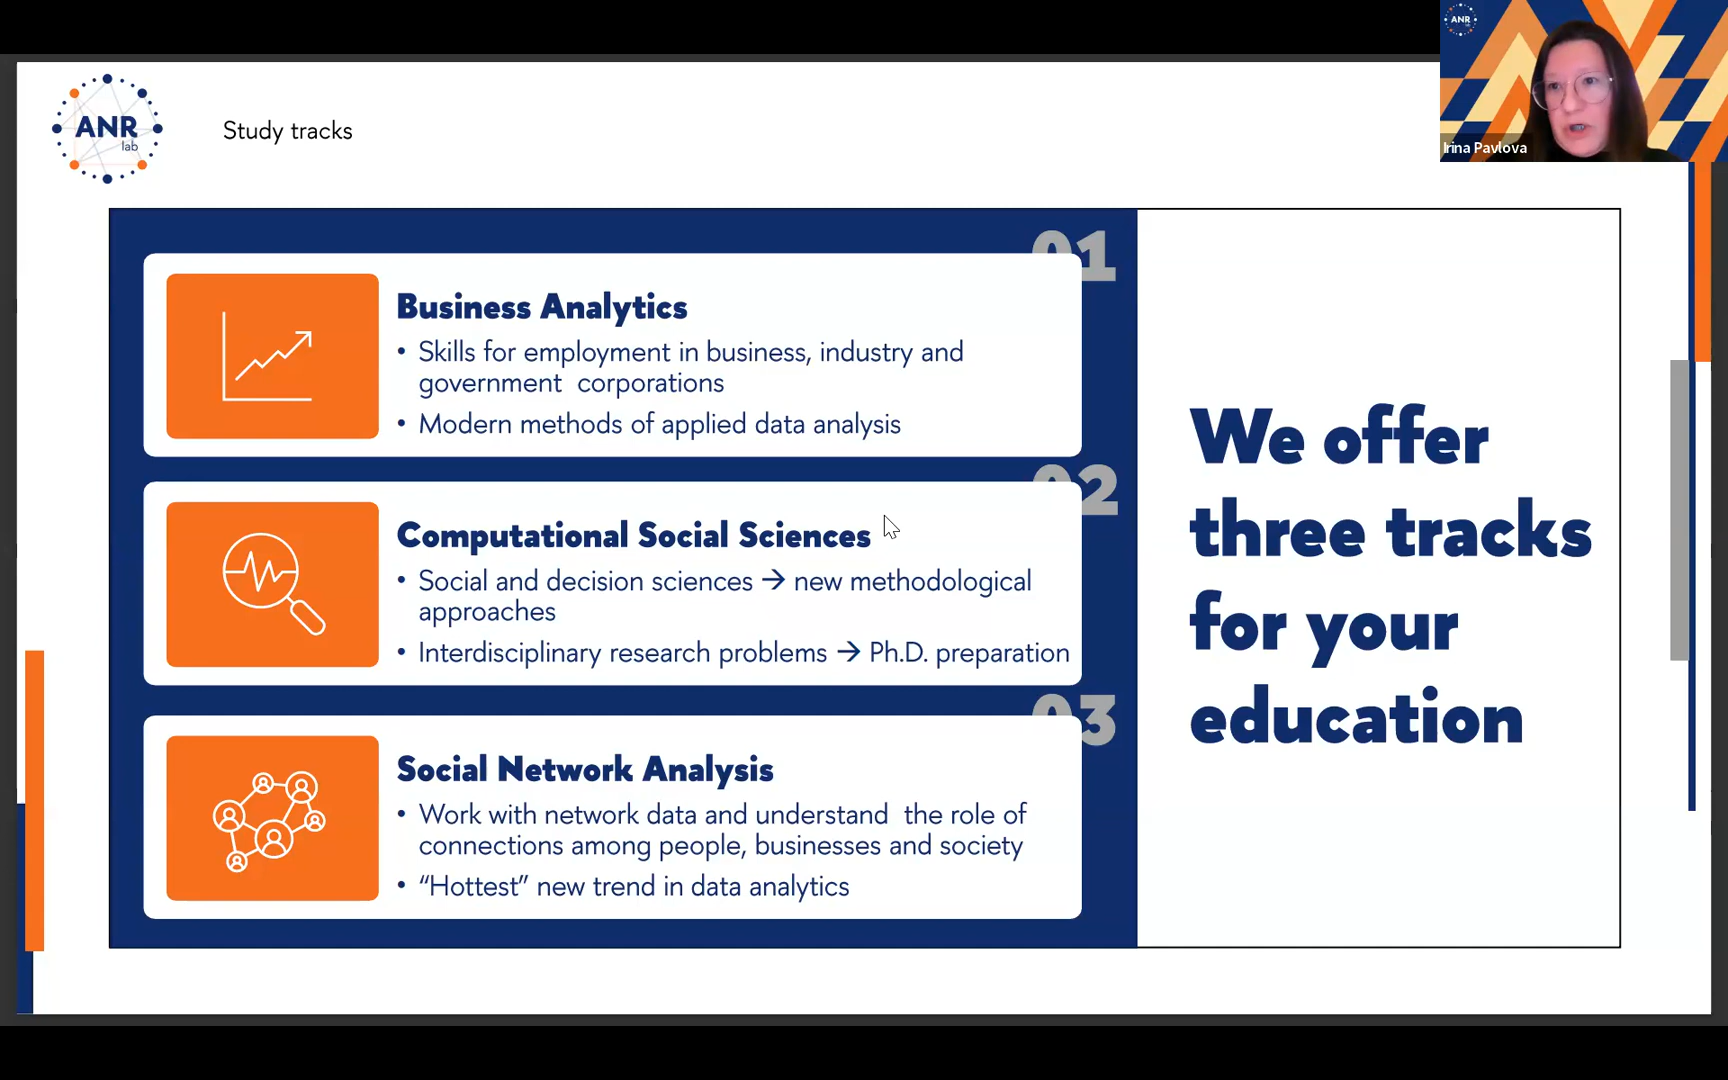 ANR
lab
Study tracks
ANR
Irina Pavlova
01
Business Analytics
• Skills for employment in business, industry and
government  corporations
• Modern methods of applied data analysis
02
Computational Social Sciences
• Social and decision sciences → new methodological
approaches
• Interdisciplinary research problems → Ph.D. preparation
03
Social Network Analysis
• Work with network data and understand  the role of
connections among people, businesses and society
• “Hottest” new trend in data analytics
We offer
three tracks
for your
education